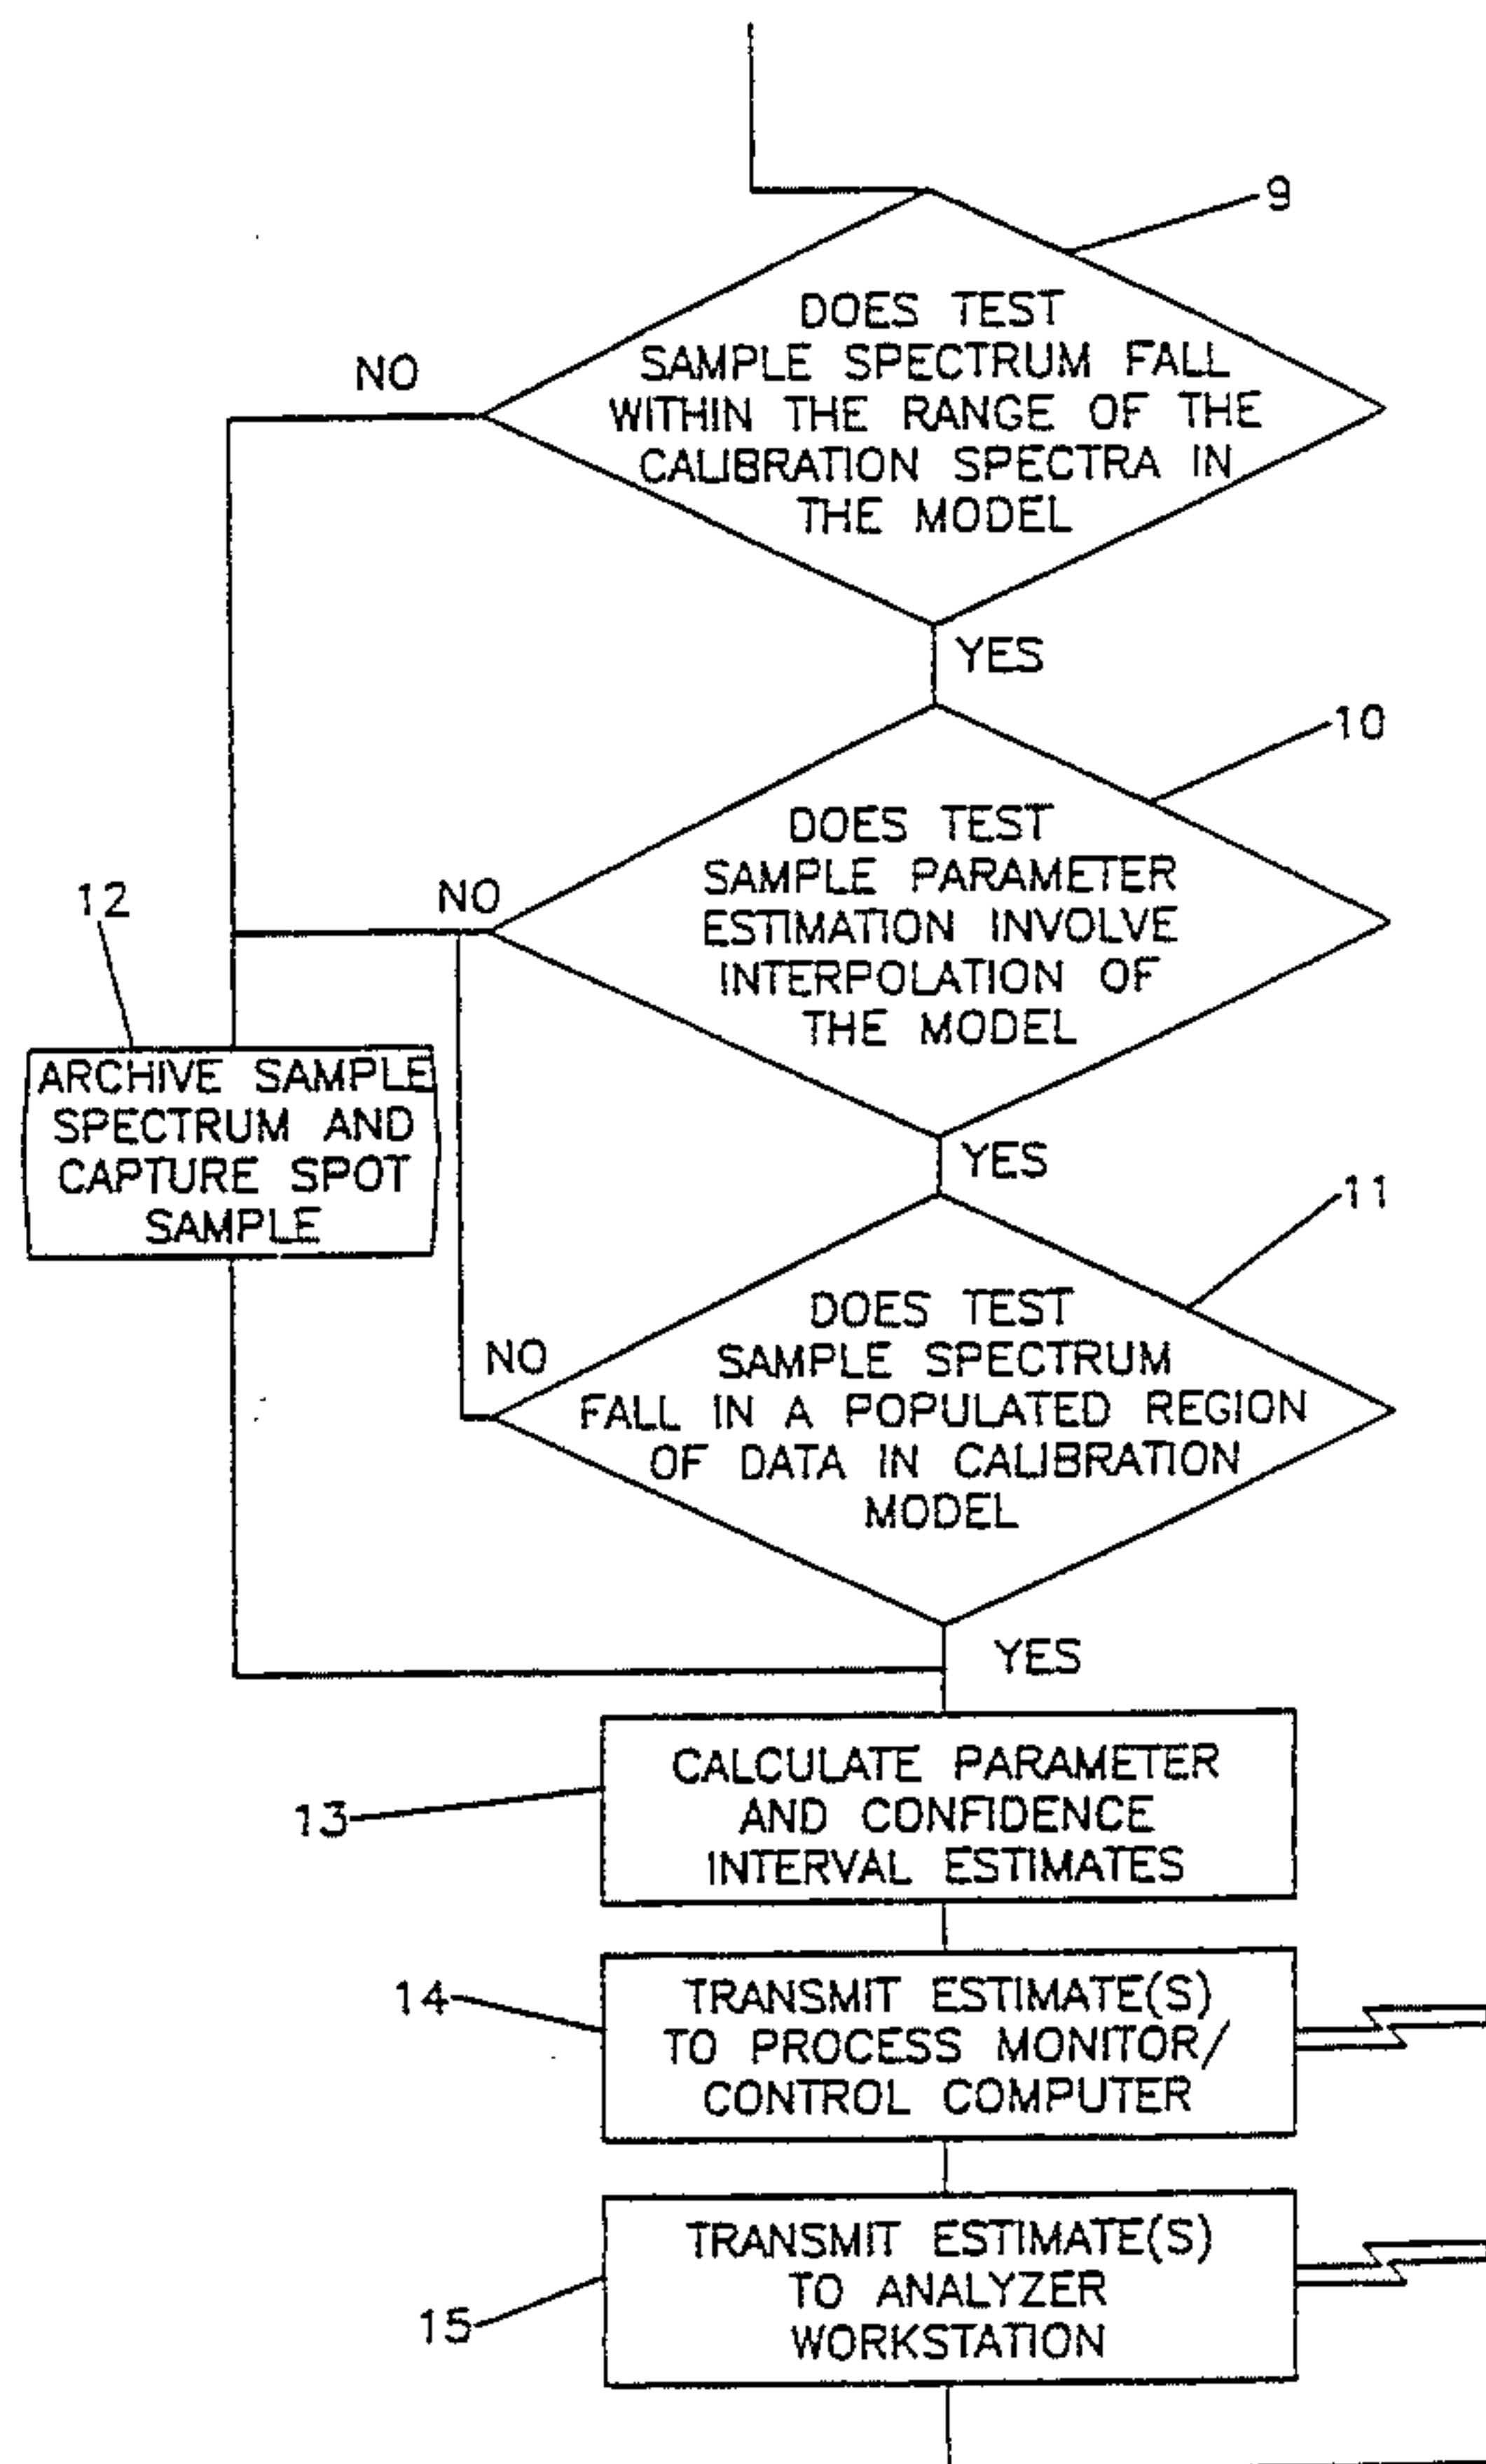 9
DOES TEST
SAMPLE SPECTRUM FALL
WITHIN THE RANGE OF THE
CALIBRATION SPECTRA IN
THE MODEL
NO
YES
10
DOES TEST
SAMPLE PARAMETER
ESTIMATION INVOLVE
INTERPOLATION OF
THE MODEL
NO
12
ARCHIVE SAMPLE
SPECTRUM AND
CAPTURE SPOT
SAMPLE
YES
11
DOES TEST
SAMPLE SPECTRUM
FALL IN A POPULATED REGION
OF DATA IN CALIBRATION
MODEL
NO
YES
13
CALCULATE PARAMETER
AND CONFIDENCE
INTERVAL ESTIMATES
14
TRANSMIT ESTIMATE(S)
TO PROCESS MONITOR/
CONTROL COMPUTER
15
TRANSMIT ESTIMATE(S)
TO ANALYZER
WORKSTATION